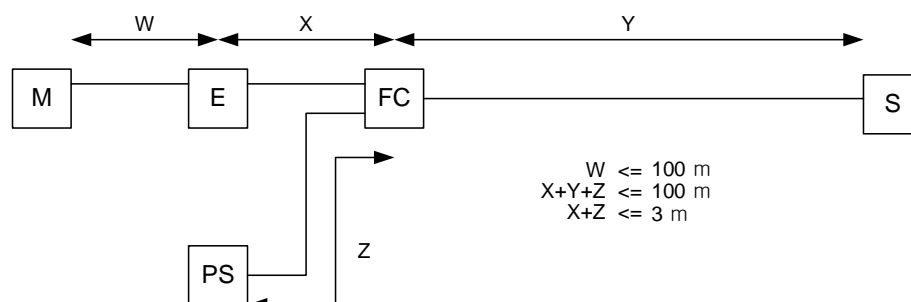 W X Y
M E FC S
W <= 100 m
X+Y+Z <= 100 m
X+Z <= 3 m
Z
PS